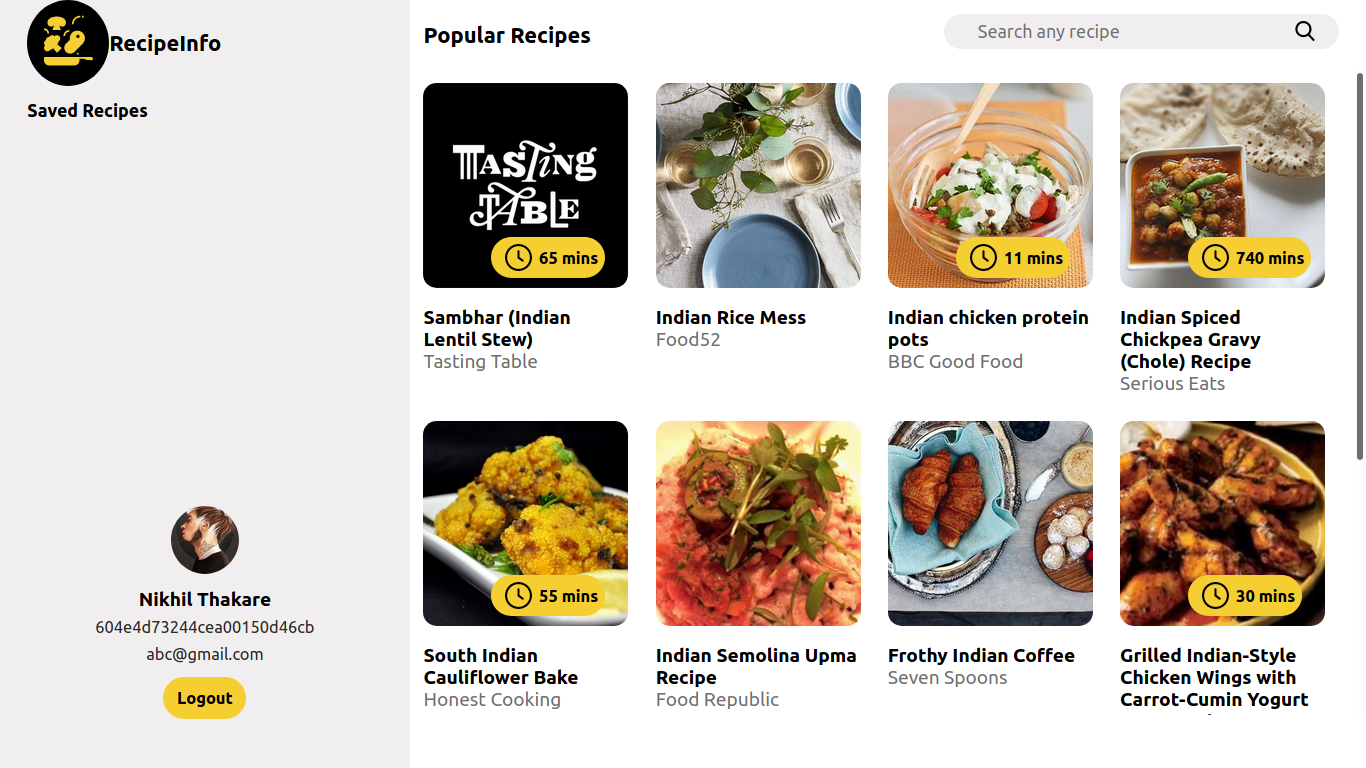 RecipeInfo
Saved Recipes
Nikhil Thakare
604e4d73244cea00150d46cb
abc@gmail.com
Logout
Popular Recipes
Search any recipe
TASTING
TABLE
65 mins
Sambhar (Indian
Lentil Stew)
Tasting Table
Indian Rice Mess
Food52
11 mins
Indian chicken protein
pots
BBC Good Food
740 mins
Indian Spiced
Chickpea Gravy
(Chole) Recipe
Serious Eats
55 mins
South Indian
Cauliflower Bake
Honest Cooking
Indian Semolina Upma
Recipe
Food Republic
Frothy Indian Coffee
Seven Spoons
30 mins
Grilled Indian-Style
Chicken Wings with
Carrot-Cumin Yogurt